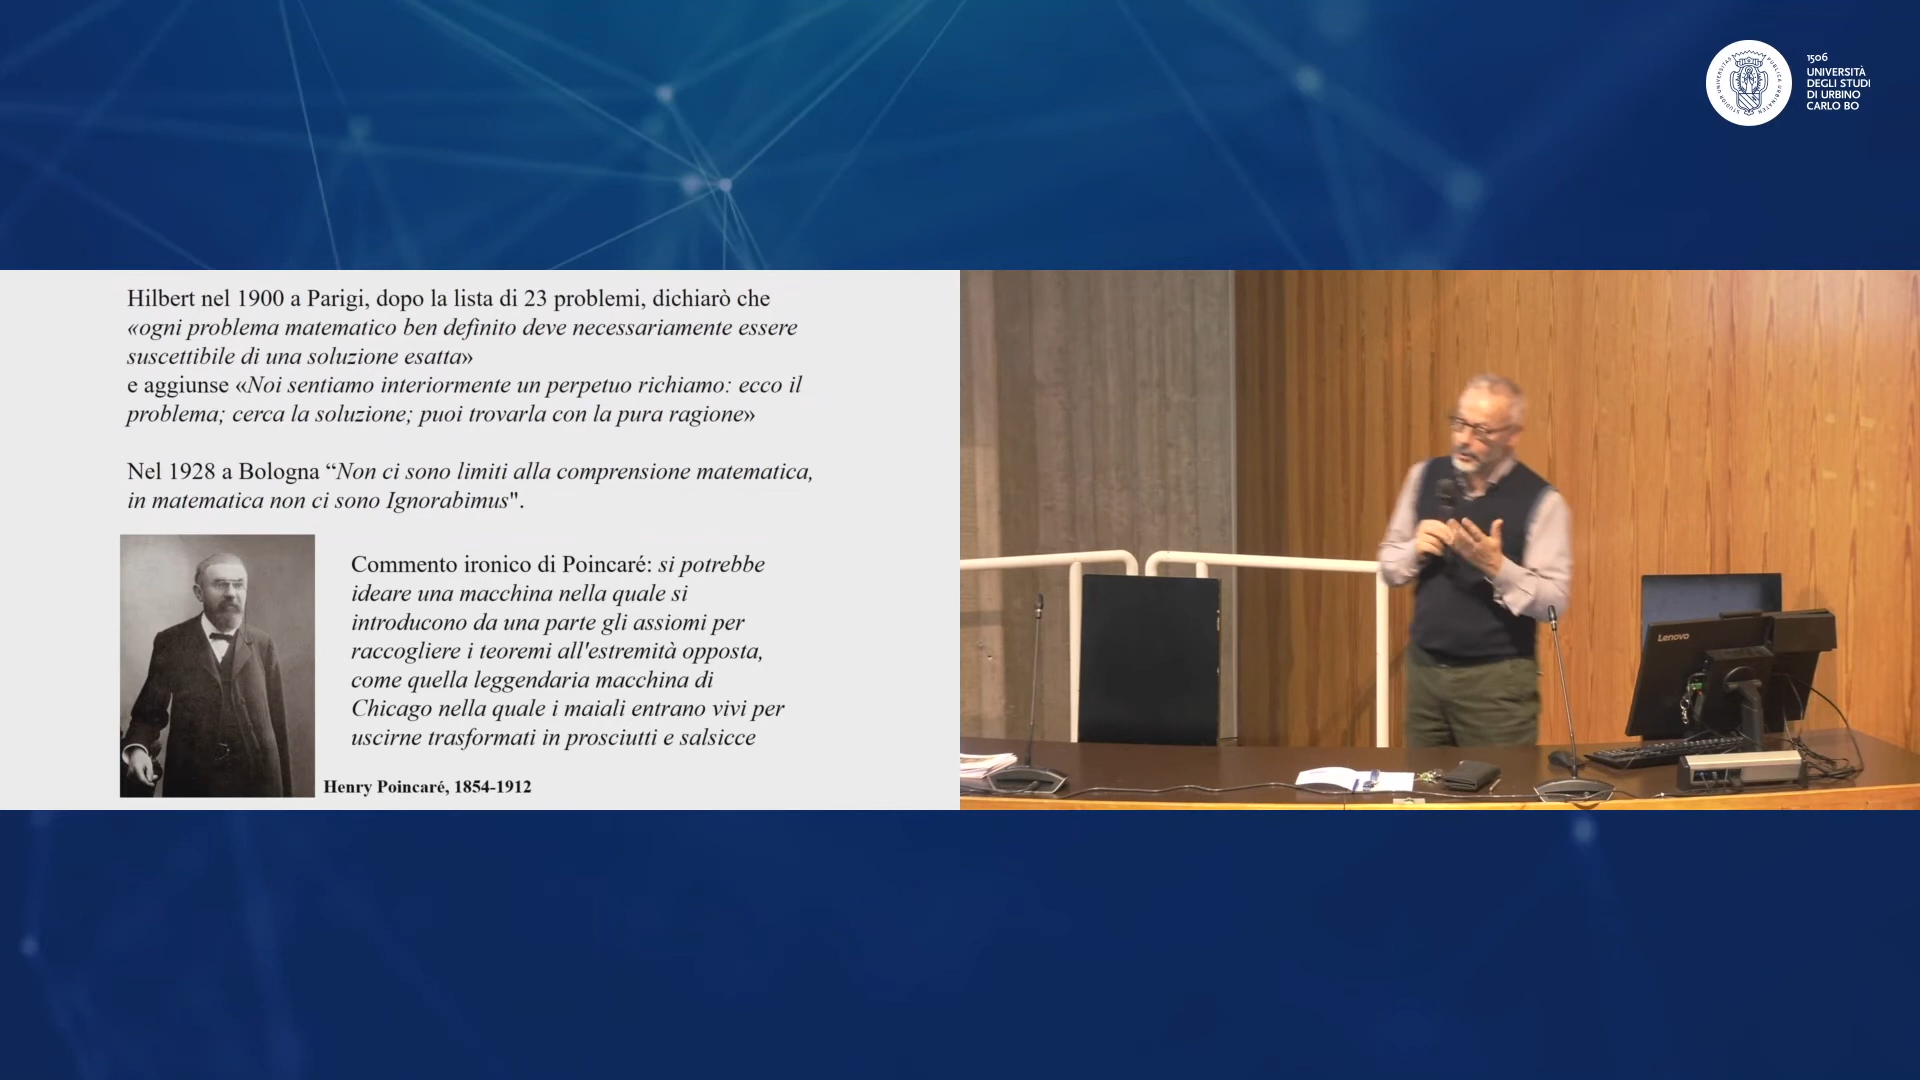 1506
UNIVERSITÀ
DEGLI STUDI
DI URBINO
CARLO BO
Hilbert nel 1900 a Parigi, dopo la lista di 23 problemi, dichiarò che
«ogni problema matematico ben definito deve necessariamente essere
suscettibile di una soluzione esatta»
e aggiunse «Noi sentiamo interiormente un perpetuo richiamo: ecco il
problema; cerca la soluzione; puoi trovarla con la pura ragione»
Nel 1928 a Bologna “Non ci sono limiti alla comprensione matematica,
in matematica non ci sono Ignorabimus".
Commento ironico di Poincaré: si potrebbe
ideare una macchina nella quale si
introducono da una parte gli assiomi per
raccogliere i teoremi all'estremità opposta,
come quella leggendaria macchina di
Chicago nella quale i maiali entrano vivi per
uscirne trasformati in prosciutti e salsicce
Henry Poincaré, 1854-1912
Lenovo